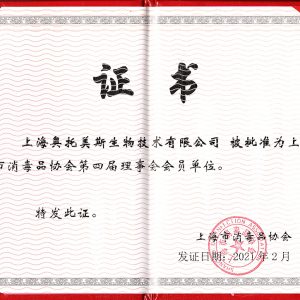 证书
上海奥托美斯生物技术有限公司 被批准为上
市消毒品协会第四届理事会会员单位。
特发此证。
上海市消毒品协会
发证日期: 2021年2月